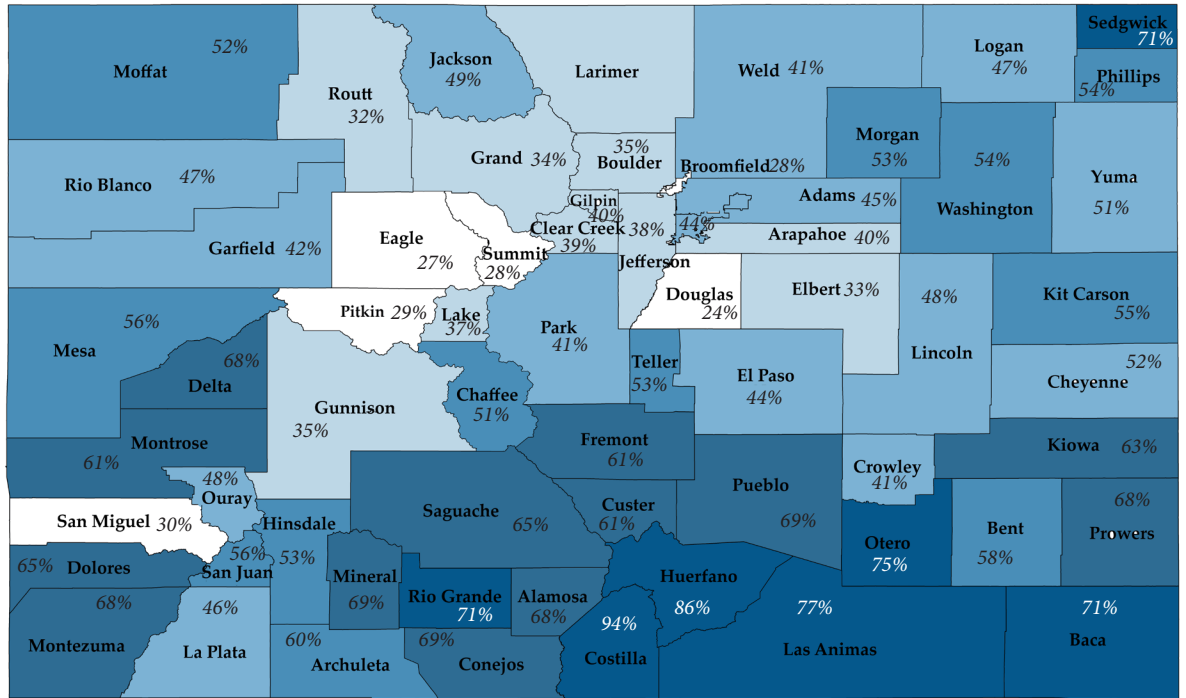 Moffat
52%
Routt
32%
Jackson
49%
Larimer
Weld 41%
Logan
47%
Sedgwick
71%
Phillips
54%
Rio Blanco
47%
Grand 34%
35%
Boulder
Broomfield 28%
Morgan
53%
54%
Washington
Yuma
51%
Garfield 42%
Eagle
27%
Summit
28%
Gilpin
40%
Clear Creek
39%
38%
Jefferson
44%
Adams 45%
Arapahoe 40%
Douglas
24%
Elbert 33%
48%
Lincoln
Kit Carson
55%
56%
Mesa
68%
Delta
Pitkin 29%
Lake
37%
Park
41%
Teller
53%
El Paso
44%
52%
Cheyenne
Gunnison
35%
Chaffee
51%
Montrose
61%
Fremont
61%
Kiowa 63%
Crowley
41%
48%
Ouray
San Miguel 30%
Hinsdale
53%
Saguache
65%
Custer
61%
Pueblo
69%
Otero
75%
Bent
58%
68%
Prowers
65% Dolores
56%
San Juan
Mineral
69%
Rio Grande
71%
Alamosa
68%
Huerfano
86%
77%
Las Animas
71%
Baca
68%
Montezuma
46%
La Plata
60%
Archuleta
69%
Conejos
94%
Costilla